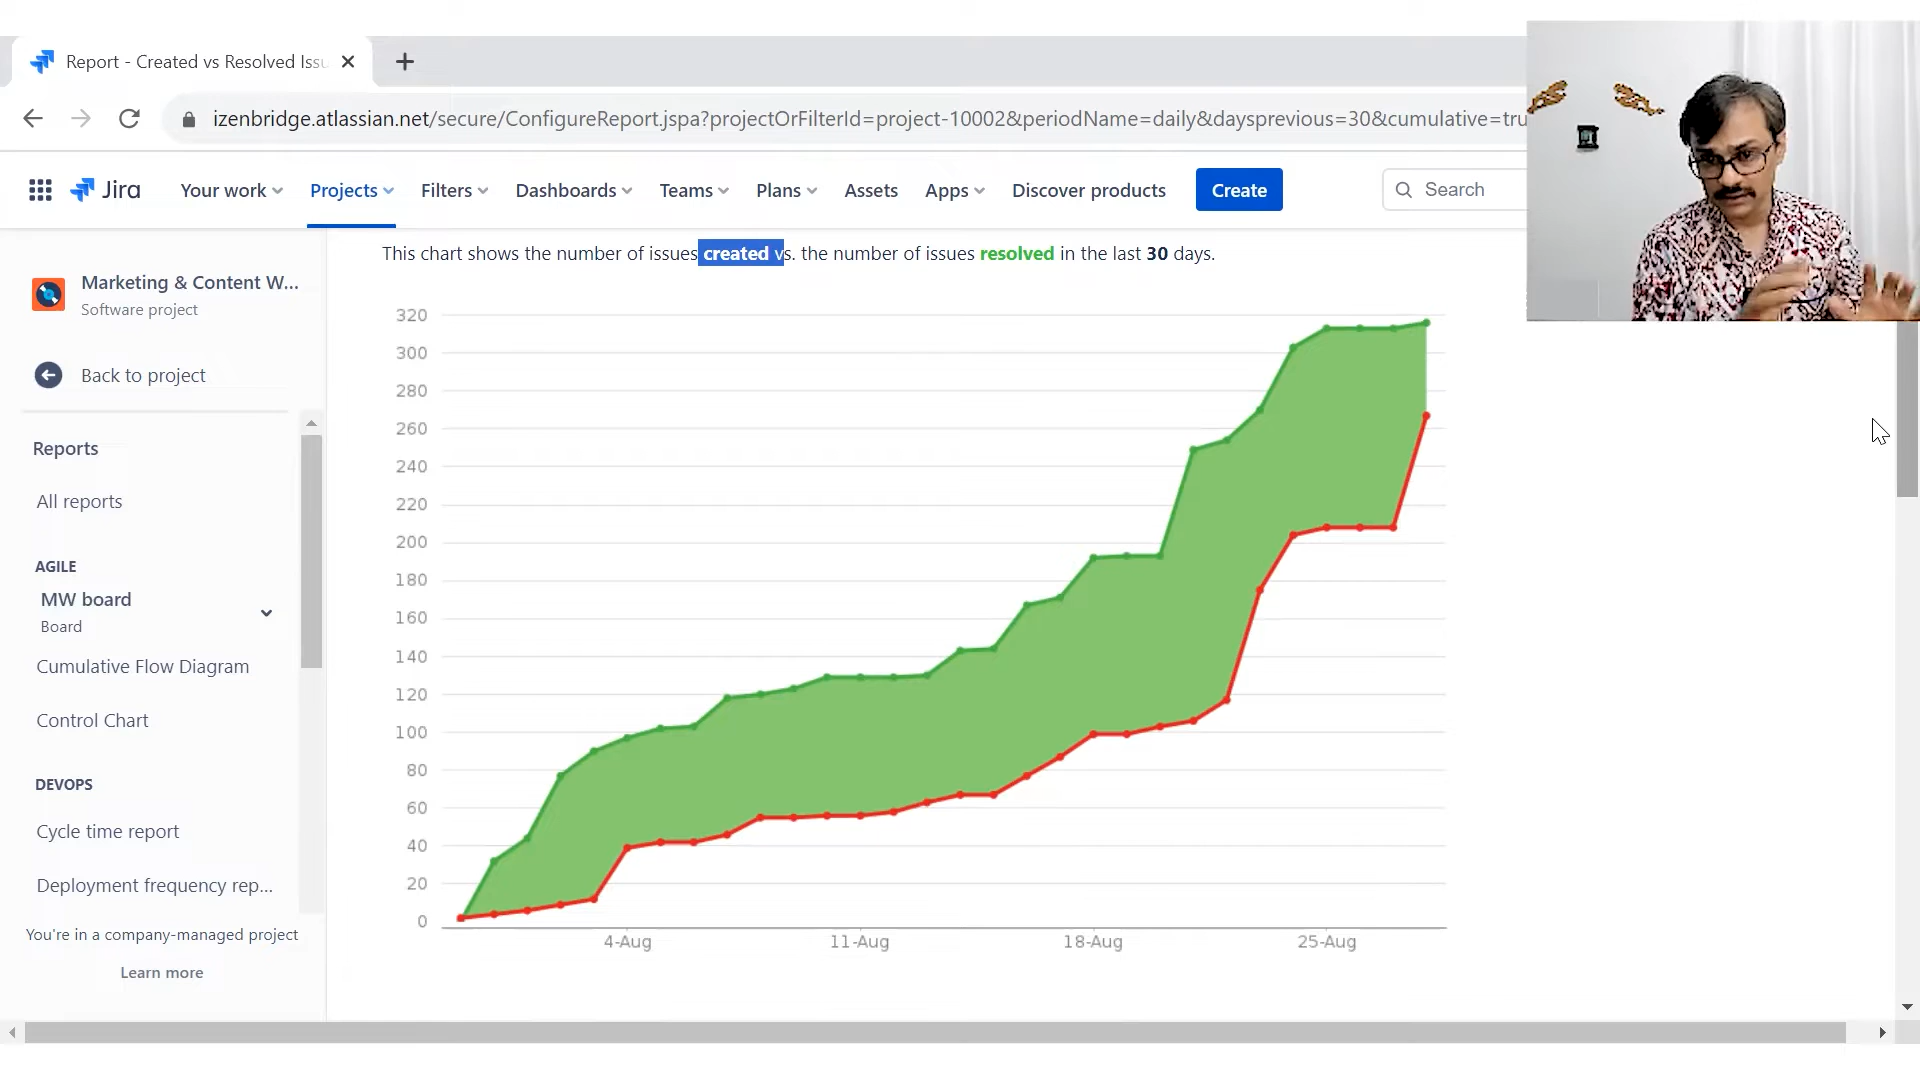 Report - Created vs Resolved Issu
izenbridge.atlassian.net/secure/ConfigureReport.jspa?projectOrFilterId=project-10002&periodName=daily&daysprevious=30&cumulative=tru
Jira Your work Projects Filters Dashboards Teams Plans Assets Apps Discover products Create Search
Marketing & Content W...
Software project
Back to project
Reports
All reports
AGILE
MW board
Board
Cumulative Flow Diagram
Control Chart
DEVOPS
Cycle time report
Deployment frequency rep...
You're in a company-managed project
Learn more
This chart shows the number of issues created vs. the number of issues resolved in the last 30 days.
320
300
280
260
240
220
200
180
160
140
120
100
80
60
40
20
0
4-Aug 11-Aug 18-Aug 25-Aug